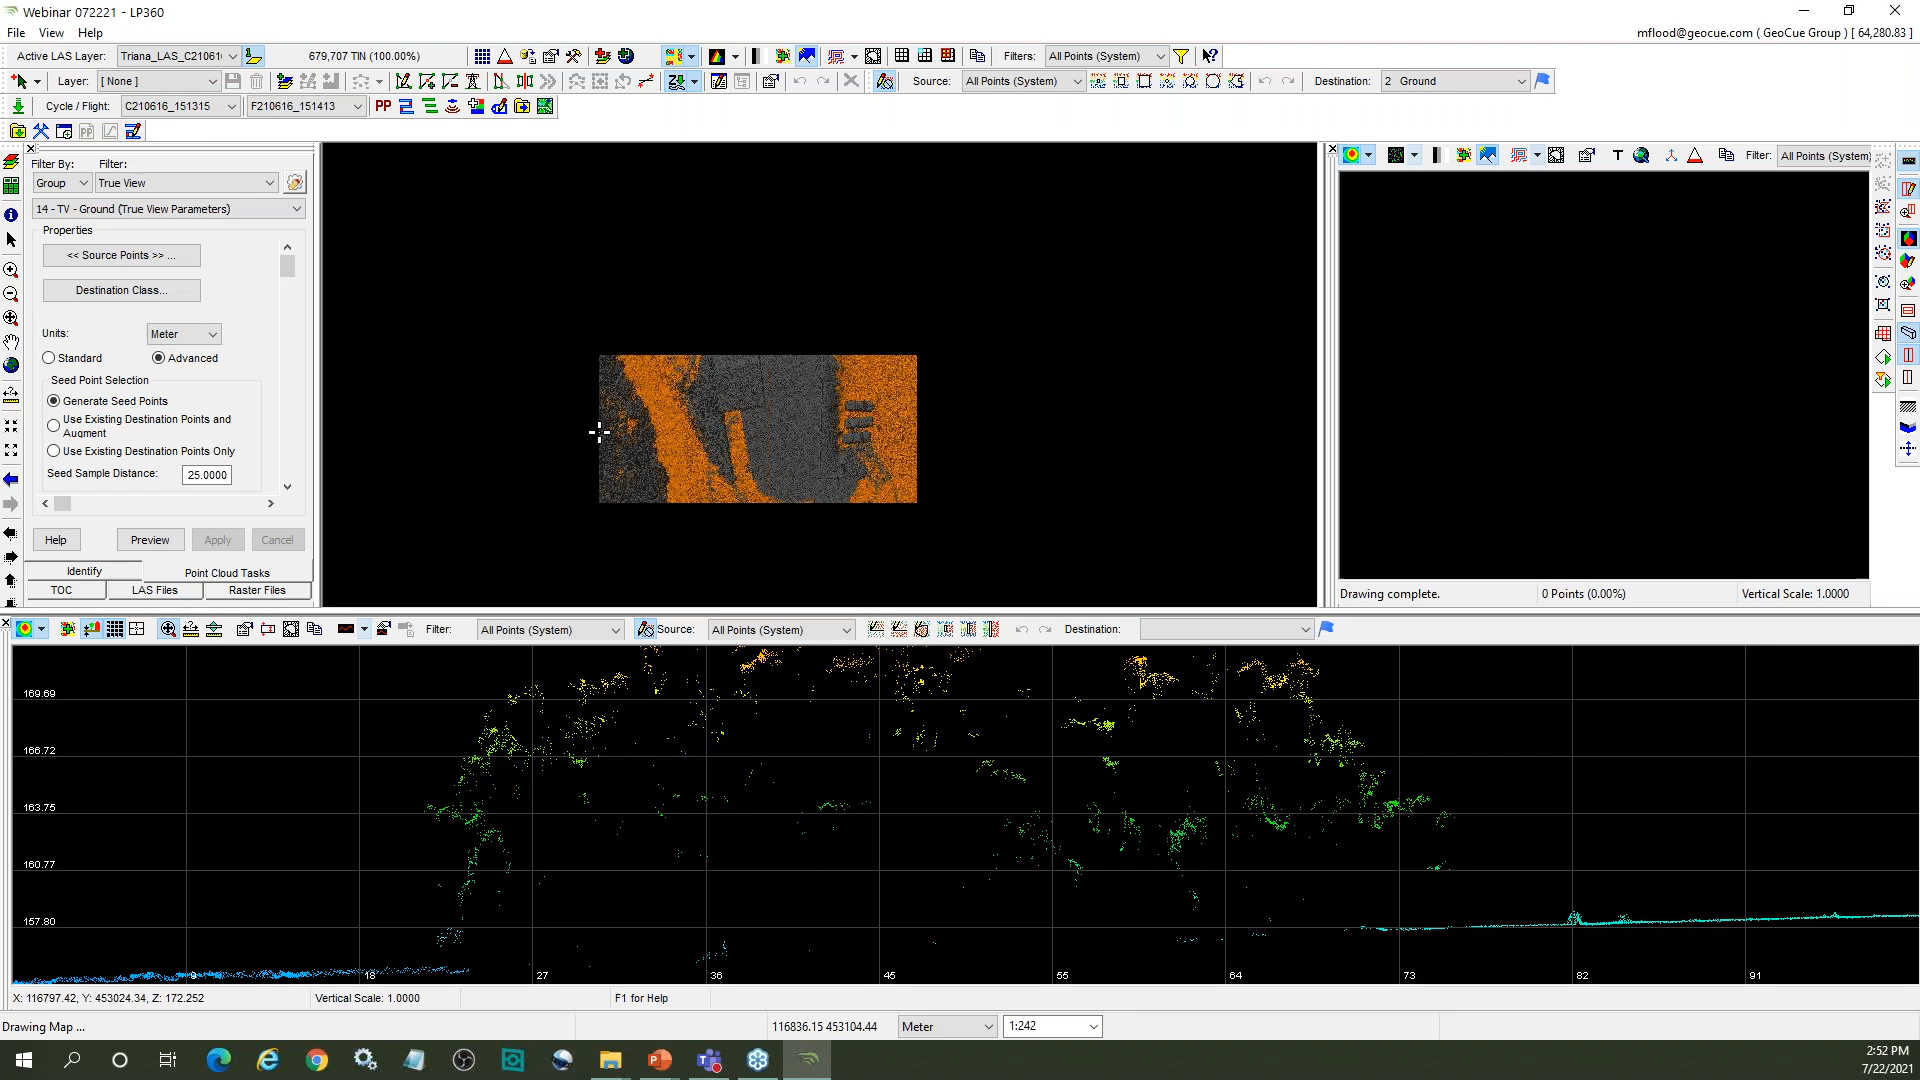 Webinar 072221 - LP360
File View Help
mflood@geocue.com ( GeoCue Group ) [ 64,280.83 ]
Active LAS Layer: Triana_LAS_C21061 679,707 TIN (100.00%) Filters: All Points (System)
Layer: [ None ] Source: All Points (System) Destination: 2 Ground
Cycle / Flight: C210616_151315 F210616_151413 PP
Filter By: Filter:
Group True View
14 - TV - Ground (True View Parameters)
Properties
<< Source Points >> ...
Destination Class...
Units: Meter
Standard Advanced
Seed Point Selection
Generate Seed Points
Use Existing Destination Points and
Augment
Use Existing Destination Points Only
Seed Sample Distance: 25.0000
Help Preview Apply Cancel
Identify Point Cloud Tasks
TOC LAS Files Raster Files
T Filter: All Points (System)
Drawing complete. 0 Points (0.00%) Vertical Scale: 1.0000
Filter: All Points (System) Source: All Points (System) Destination:
169.69
166.72
163.75
160.77
157.80
9 18 27 36 45 55 64 73 82 91
X: 116797.42, Y: 453024.34, Z: 172.252 Vertical Scale: 1.0000 F1 for Help
Drawing Map ... 116836.15 453104.44 Meter 1:242
2:52 PM
7/22/2021